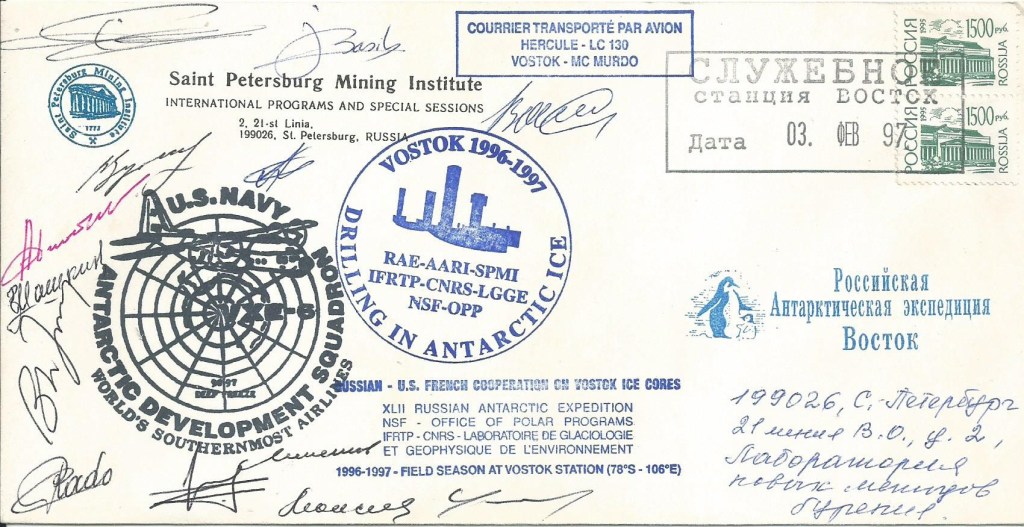 COURRIER TRANSPORTÉ PAR AVION
HERCULE - LC 130
VOSTOK - MC MURDO
РОССИЯ 1995 1500 руб. ROSSIJA
РОССИЯ 1995 1500 руб. ROSSIJA
СЛУЖЕБНОЕ
станция ВОСТОК
Дата 03. ФЕВ 97
Saint Petersburg Mining Institute
1773
Saint Petersburg Mining Institute
INTERNATIONAL PROGRAMS AND SPECIAL SESSIONS
2, 21-st Linia,
199026, St. Petersburg, RUSSIA
VOSTOK 1996-1997
DRILLING IN ANTARCTIC ICE
RAE-AARI-SPMI
IFRTP-CNRS-LGGE
NSF-OPP
U.S. NAVY
ANTARCTIC DEVELOPMENT SQUADRON
VXE-6
96-97
DEEP FREEZE
WORLD'S SOUTHERNMOST AIRLINES
Российская
Антарктическая экспедиция
Восток
RUSSIAN - U.S. FRENCH COOPERATION ON VOSTOK ICE CORES
XLII RUSSIAN ANTARCTIC EXPEDITION
NSF - OFFICE OF POLAR PROGRAMS
IFRTP - CNRS - LABORATOIRE DE GLACIOLOGIE
ET GEOPHYSIQUE DE L'ENVIRONNEMENT
1996-1997 - FIELD SEASON AT VOSTOK STATION (78°S - 106°E)
199026, С.-Петербург
21 линия В.О., д. 2,
Лаборатория
новых методов
бурения.